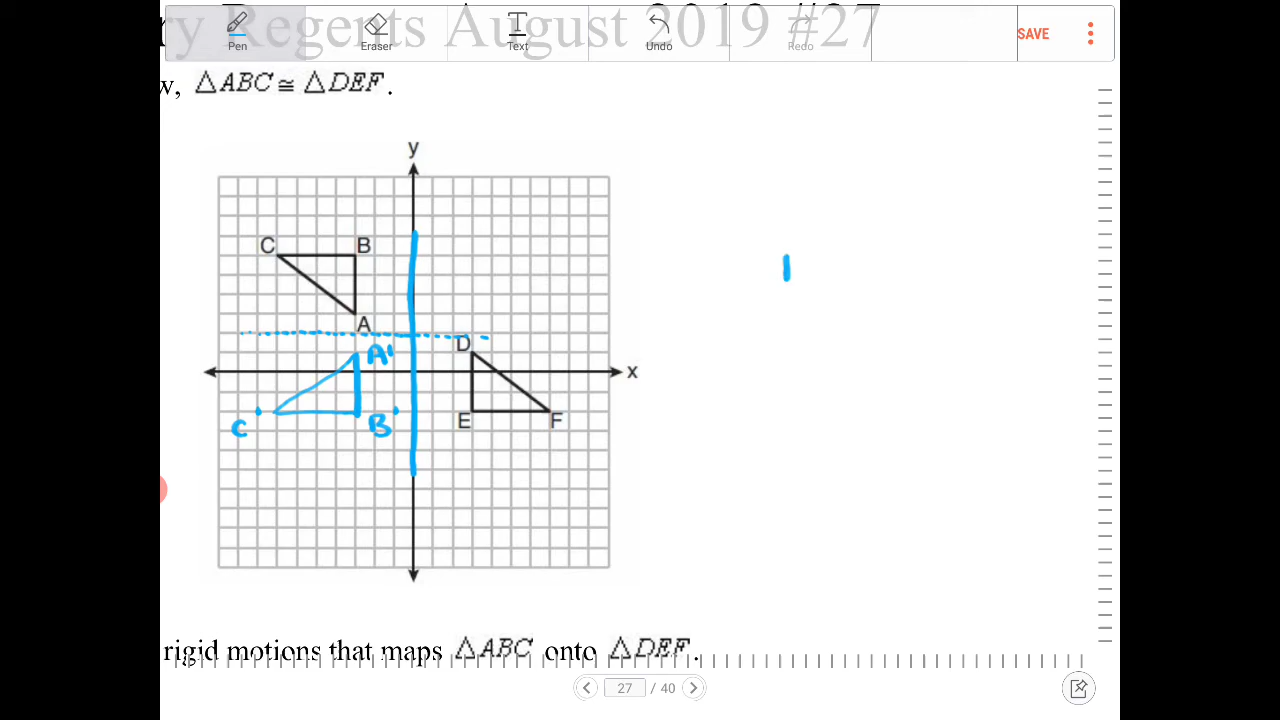 ry Regents August 2019 #27
Pen Eraser Text Undo Redo SAVE
w, △ABC ≅ △DEF.
y
C B
A
A' D
x
C' B' E F
I
rigid motions that maps △ABC onto △DEF.
27 / 40